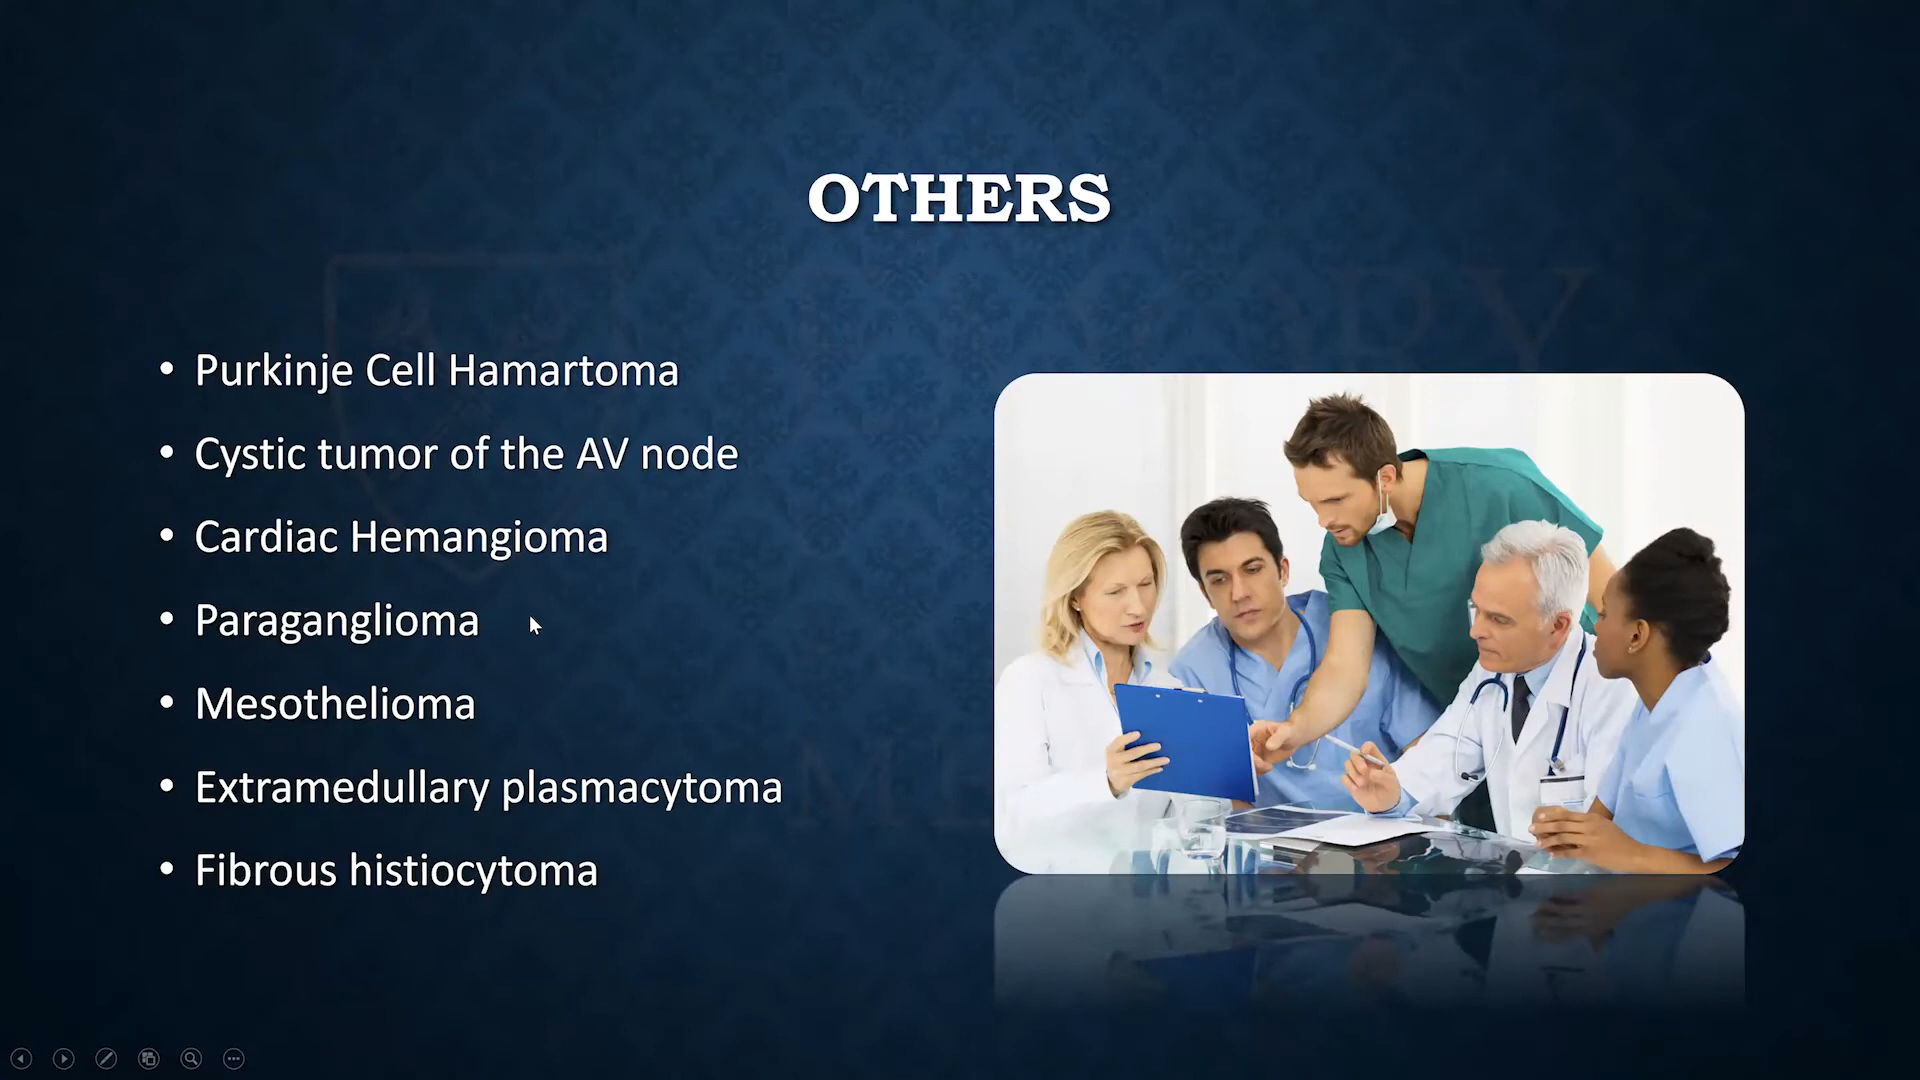 OTHERS
• Purkinje Cell Hamartoma
• Cystic tumor of the AV node
• Cardiac Hemangioma
• Paraganglioma
• Mesothelioma
• Extramedullary plasmacytoma
• Fibrous histiocytoma